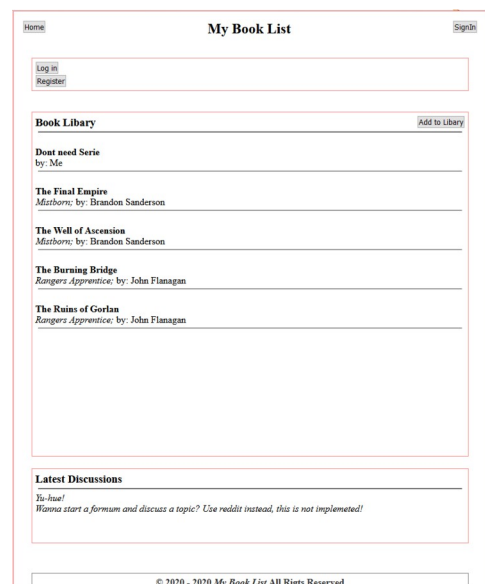 Home
My Book List
SignIn
Log in
Register
Book Libary
Add to Libary
Dont need Serie
by: Me
The Final Empire
Mistborn; by: Brandon Sanderson
The Well of Ascension
Mistborn; by: Brandon Sanderson
The Burning Bridge
Rangers Apprentice; by: John Flanagan
The Ruins of Gorlan
Rangers Apprentice; by: John Flanagan
Latest Discussions
Yu-hue!
Wanna start a formum and discuss a topic? Use reddit instead, this is not implemeted!
© 2020 - 2020 My Book List All Rigts Reserved